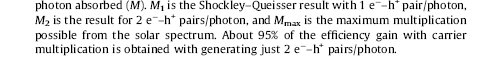 photon absorbed (M). M₁ is the Shockley–Queisser result with 1 e⁻–h⁺ pair/photon,
M₂ is the result for 2 e⁻–h⁺ pairs/photon, and Mmax is the maximum multiplication
possible from the solar spectrum. About 95% of the efficiency gain with carrier
multiplication is obtained with generating just 2 e⁻–h⁺ pairs/photon.